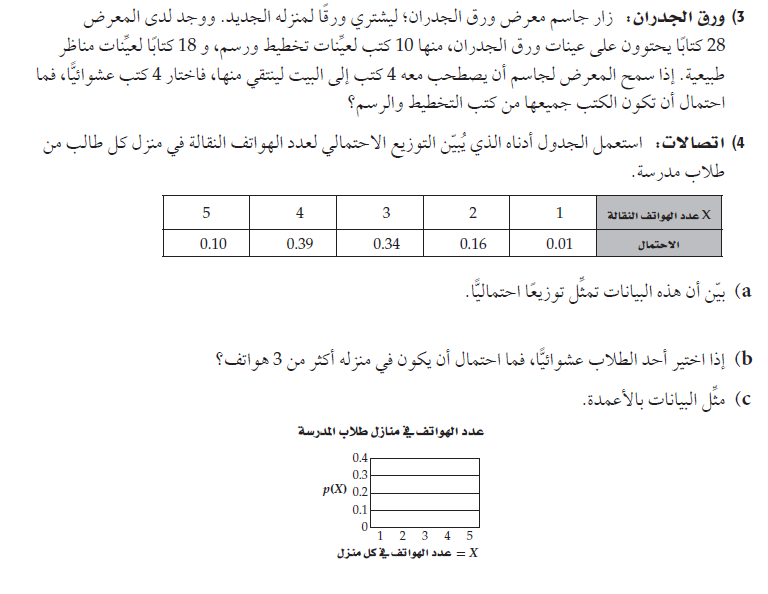 3) ورق الجدران: زار جاسم معرض ورق الجدران؛ ليشتري ورقًا لمنزله الجديد. ووجد لدى المعرض
28 كتابًا يحتوون على عينات ورق الجدران، منها 10 كتب لعيِّنات تخطيط ورسم، و 18 كتابًا لعيِّنات مناظر
طبيعية. إذا سمح المعرض لجاسم أن يصطحب معه 4 كتب إلى البيت لينتقي منها، فاختار 4 كتب عشوائيًّا، فما
احتمال أن تكون الكتب جميعها من كتب التخطيط والرسم؟
4) اتصالات: استعمل الجدول أدناه الذي يُبيّن التوزيع الاحتمالي لعدد الهواتف النقالة في منزل كل طالب من
طلاب مدرسة.
X عدد الهواتف النقالة 1 2 3 4 5
الاحتمال 0.01 0.16 0.34 0.39 0.10
a) بيّن أن هذه البيانات تمثِّل توزيعًا احتماليًّا.
b) إذا اختير أحد الطلاب عشوائيًّا، فما احتمال أن يكون في منزله أكثر من 3 هواتف؟
c) مثِّل البيانات بالأعمدة.
عدد الهواتف في منازل طلاب المدرسة
0.4
0.3
p(X) 0.2
0.1
0
1 2 3 4 5
X = عدد الهواتف في كل منزل